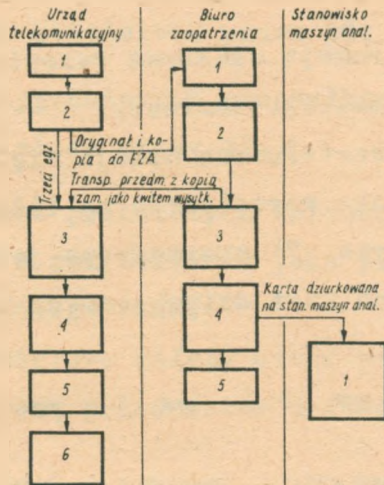 Urząd
telekomunikacyjny
Biuro
zaopatrzenia
Stanowisko
maszyn anal.
1
2
Trzeci egz.
3
4
5
6
Oryginał i ko-
pia do FZA
Transp. przedm. z kopią
zam. jako kwitem wysyłk.
1
2
3
4
5
Karta dziurkowana
na stan. maszyn anal.
1